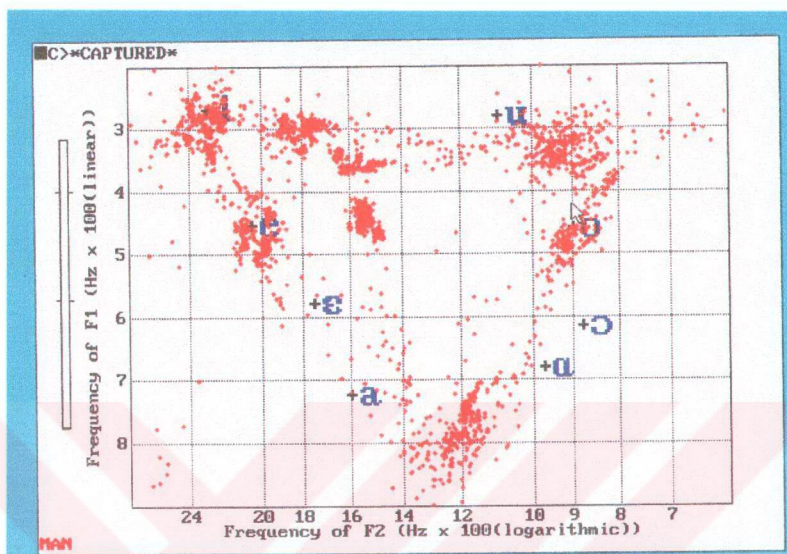 ■C>*CAPTURED*
Frequency of F1 (Hz x 100(linear))
3
4
5
6
7
8
i
u
e
o
ɛ
ɔ
ɑ
a
24
20
16
14
12
10
9
8
7
Frequency of F2 (Hz x 100(logarithmic))
MAN